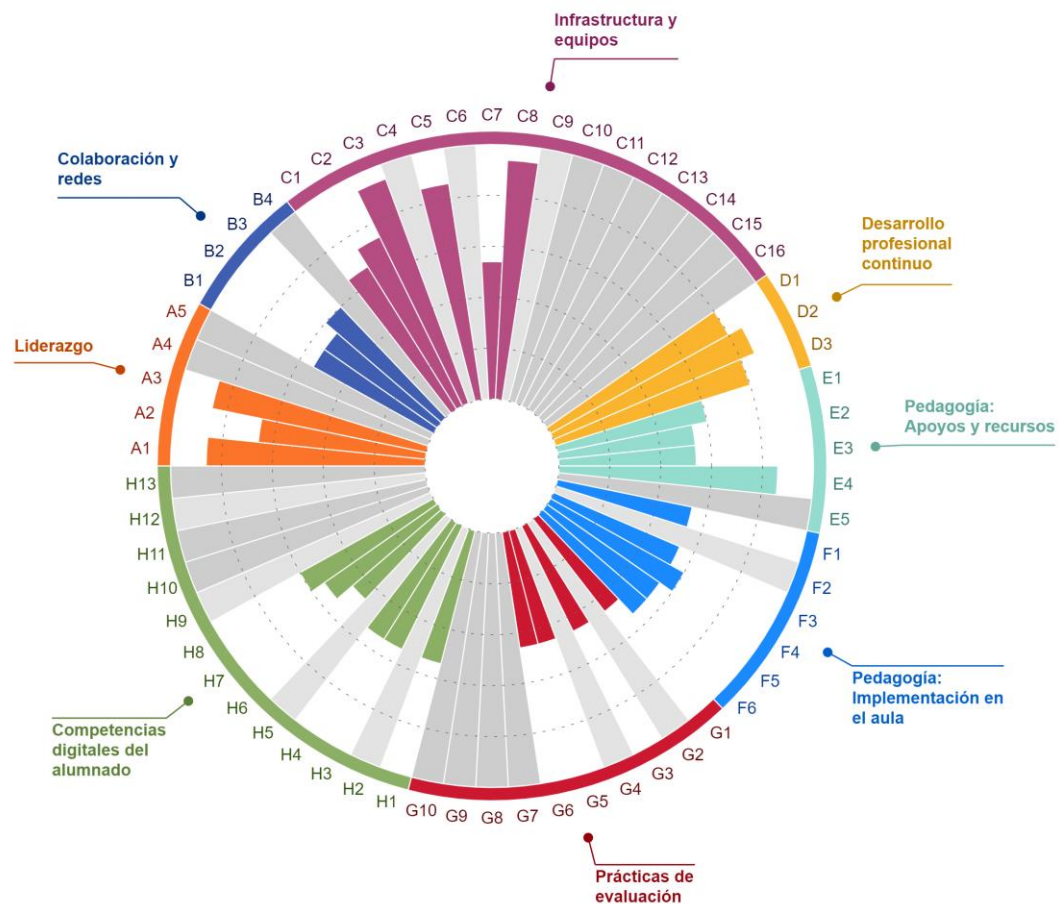 Infrastructura y
equipos
Colaboración y
redes
Desarrollo
profesional
continuo
Liderazgo
Pedagogía:
Apoyos y recursos
Pedagogía:
Implementación en
el aula
Competencias
digitales del
alumnado
Prácticas de
evaluación
A1
A2
A3
A4
A5
B1
B2
B3
B4
C1
C2
C3
C4
C5
C6
C7
C8
C9
C10
C11
C12
C13
C14
C15
C16
D1
D2
D3
E1
E2
E3
E4
E5
F1
F2
F3
F4
F5
F6
G1
G2
G3
G4
G5
G6
G7
G8
G9
G10
H1
H2
H3
H4
H5
H6
H7
H8
H9
H10
H11
H12
H13